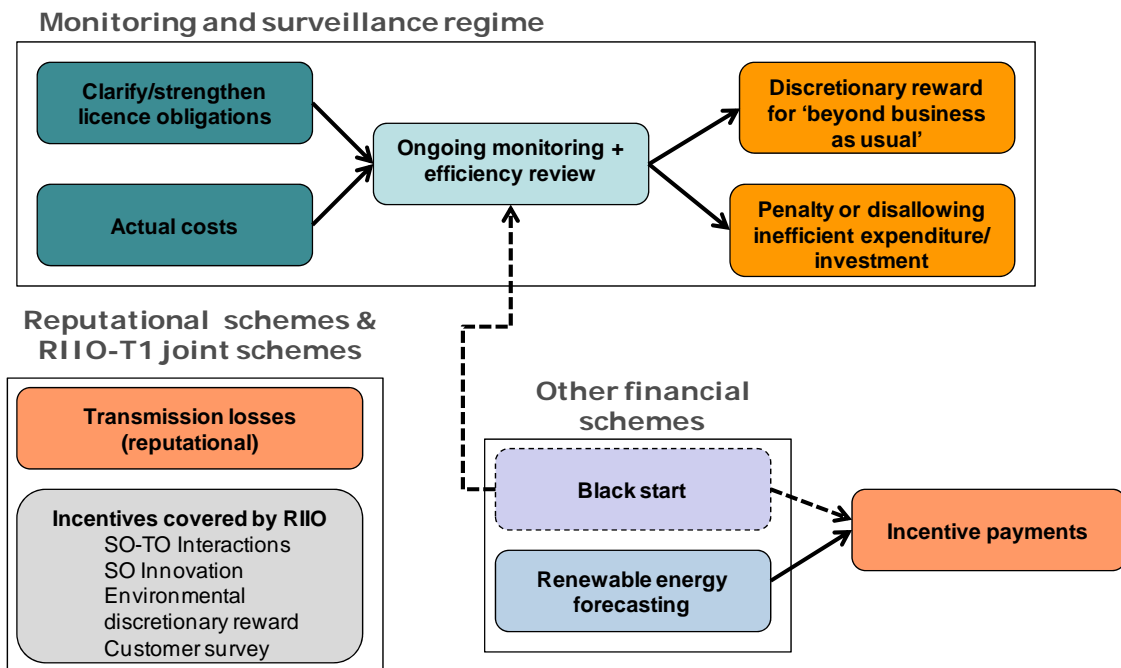 Monitoring and surveillance regime
Clarify/strengthen
licence obligations
Actual costs
Ongoing monitoring +
efficiency review
Discretionary reward
for ‘beyond business
as usual’
Penalty or disallowing
inefficient expenditure/
investment
Reputational schemes &
RIIO-T1 joint schemes
Transmission losses
(reputational)
Incentives covered by RIIO
SO-TO Interactions
SO Innovation
Environmental
discretionary reward
Customer survey
Other financial
schemes
Black start
Renewable energy
forecasting
Incentive payments